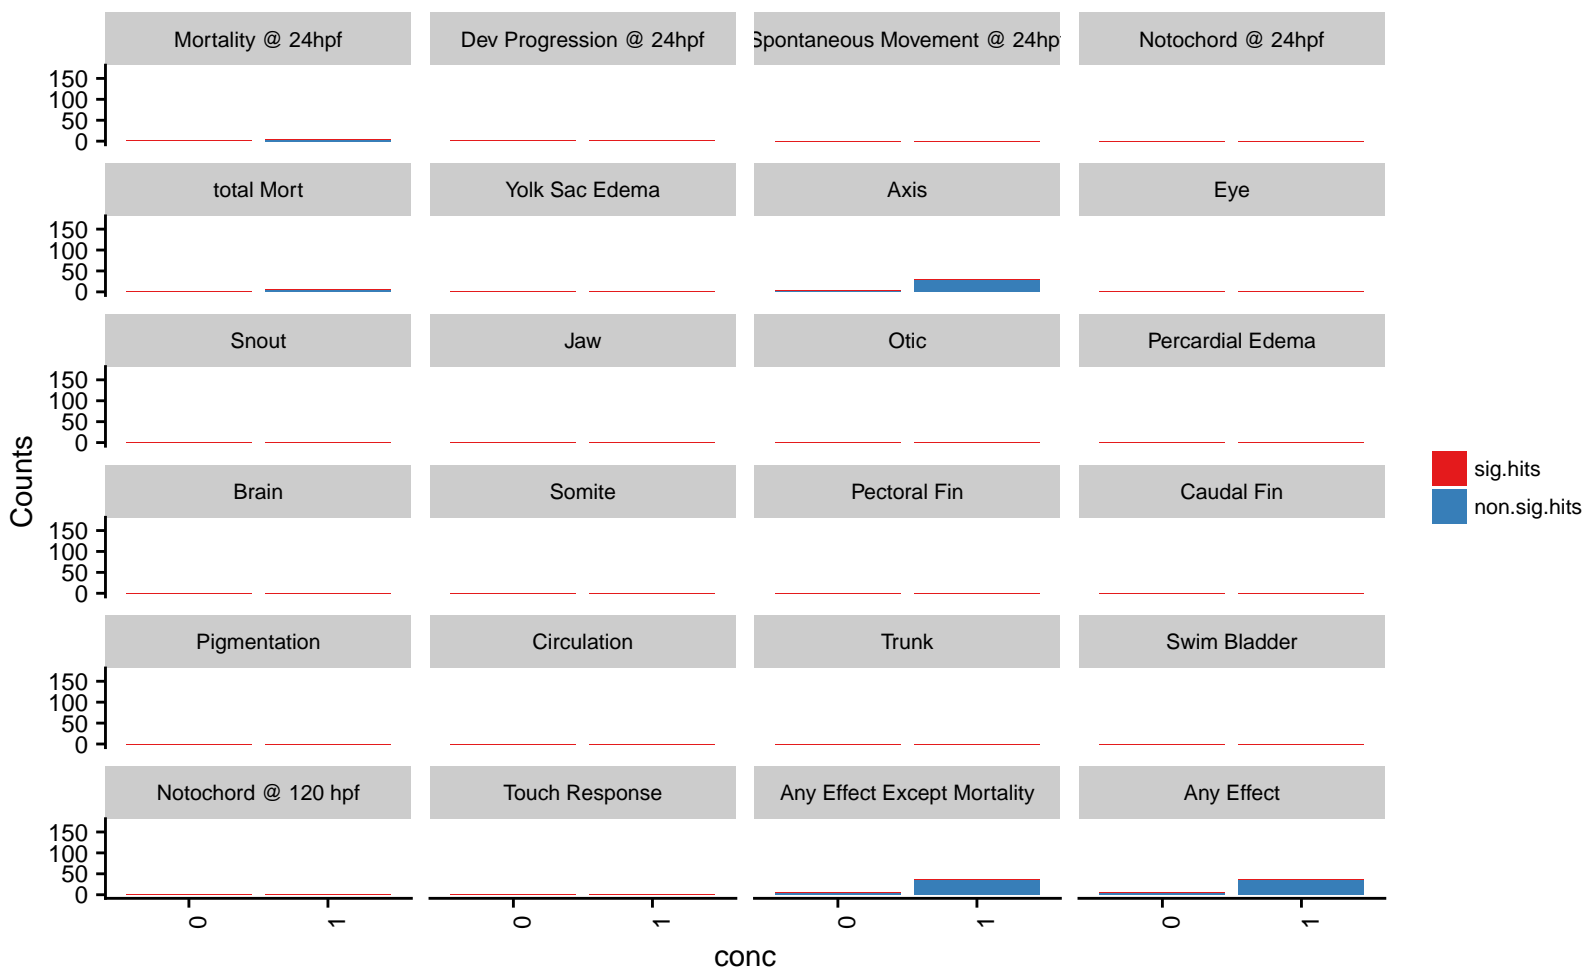 Mortality @ 24hpf
Dev Progression @ 24hpf
Spontaneous Movement @ 24hp
Notochord @ 24hpf
150
100
50
0
total Mort
Yolk Sac Edema
Axis
Eye
150
100
50
0
Snout
Jaw
Otic
Percardial Edema
150
100
50
0
Brain
Somite
Pectoral Fin
Caudal Fin
150
100
50
0
Pigmentation
Circulation
Trunk
Swim Bladder
150
100
50
0
Notochord @ 120 hpf
Touch Response
Any Effect Except Mortality
Any Effect
150
100
50
0
0
1
0
1
0
1
0
1
conc
Counts
sig.hits
non.sig.hits